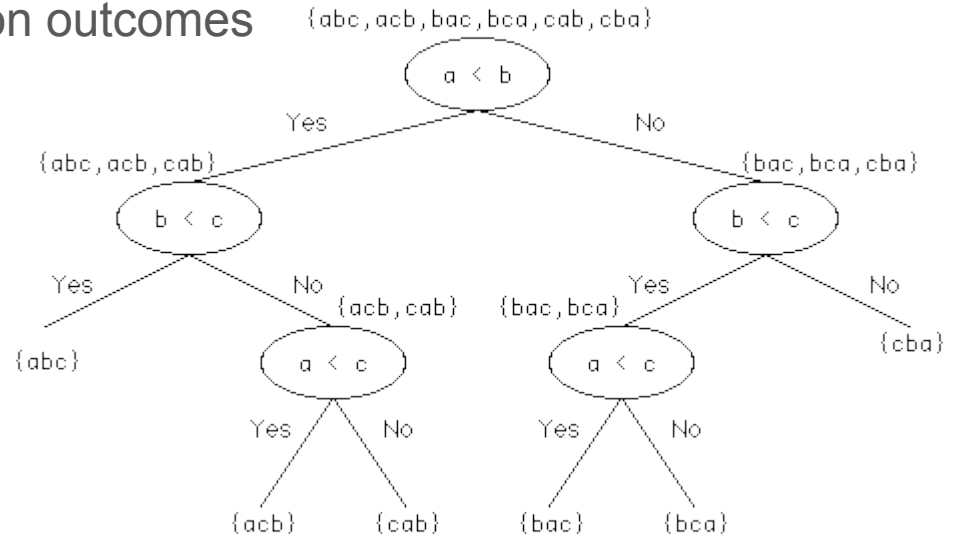 on outcomes
{abc,acb,bac,bca,cab,cba}
a < b
Yes
No
{abc,acb,cab}
{bac,bca,cba}
b < c
b < c
Yes
No
Yes
No
{acb,cab}
{bac,bca}
{abc}
a < c
a < c
{cba}
Yes
No
Yes
No
{acb}
{cab}
{bac}
{bca}